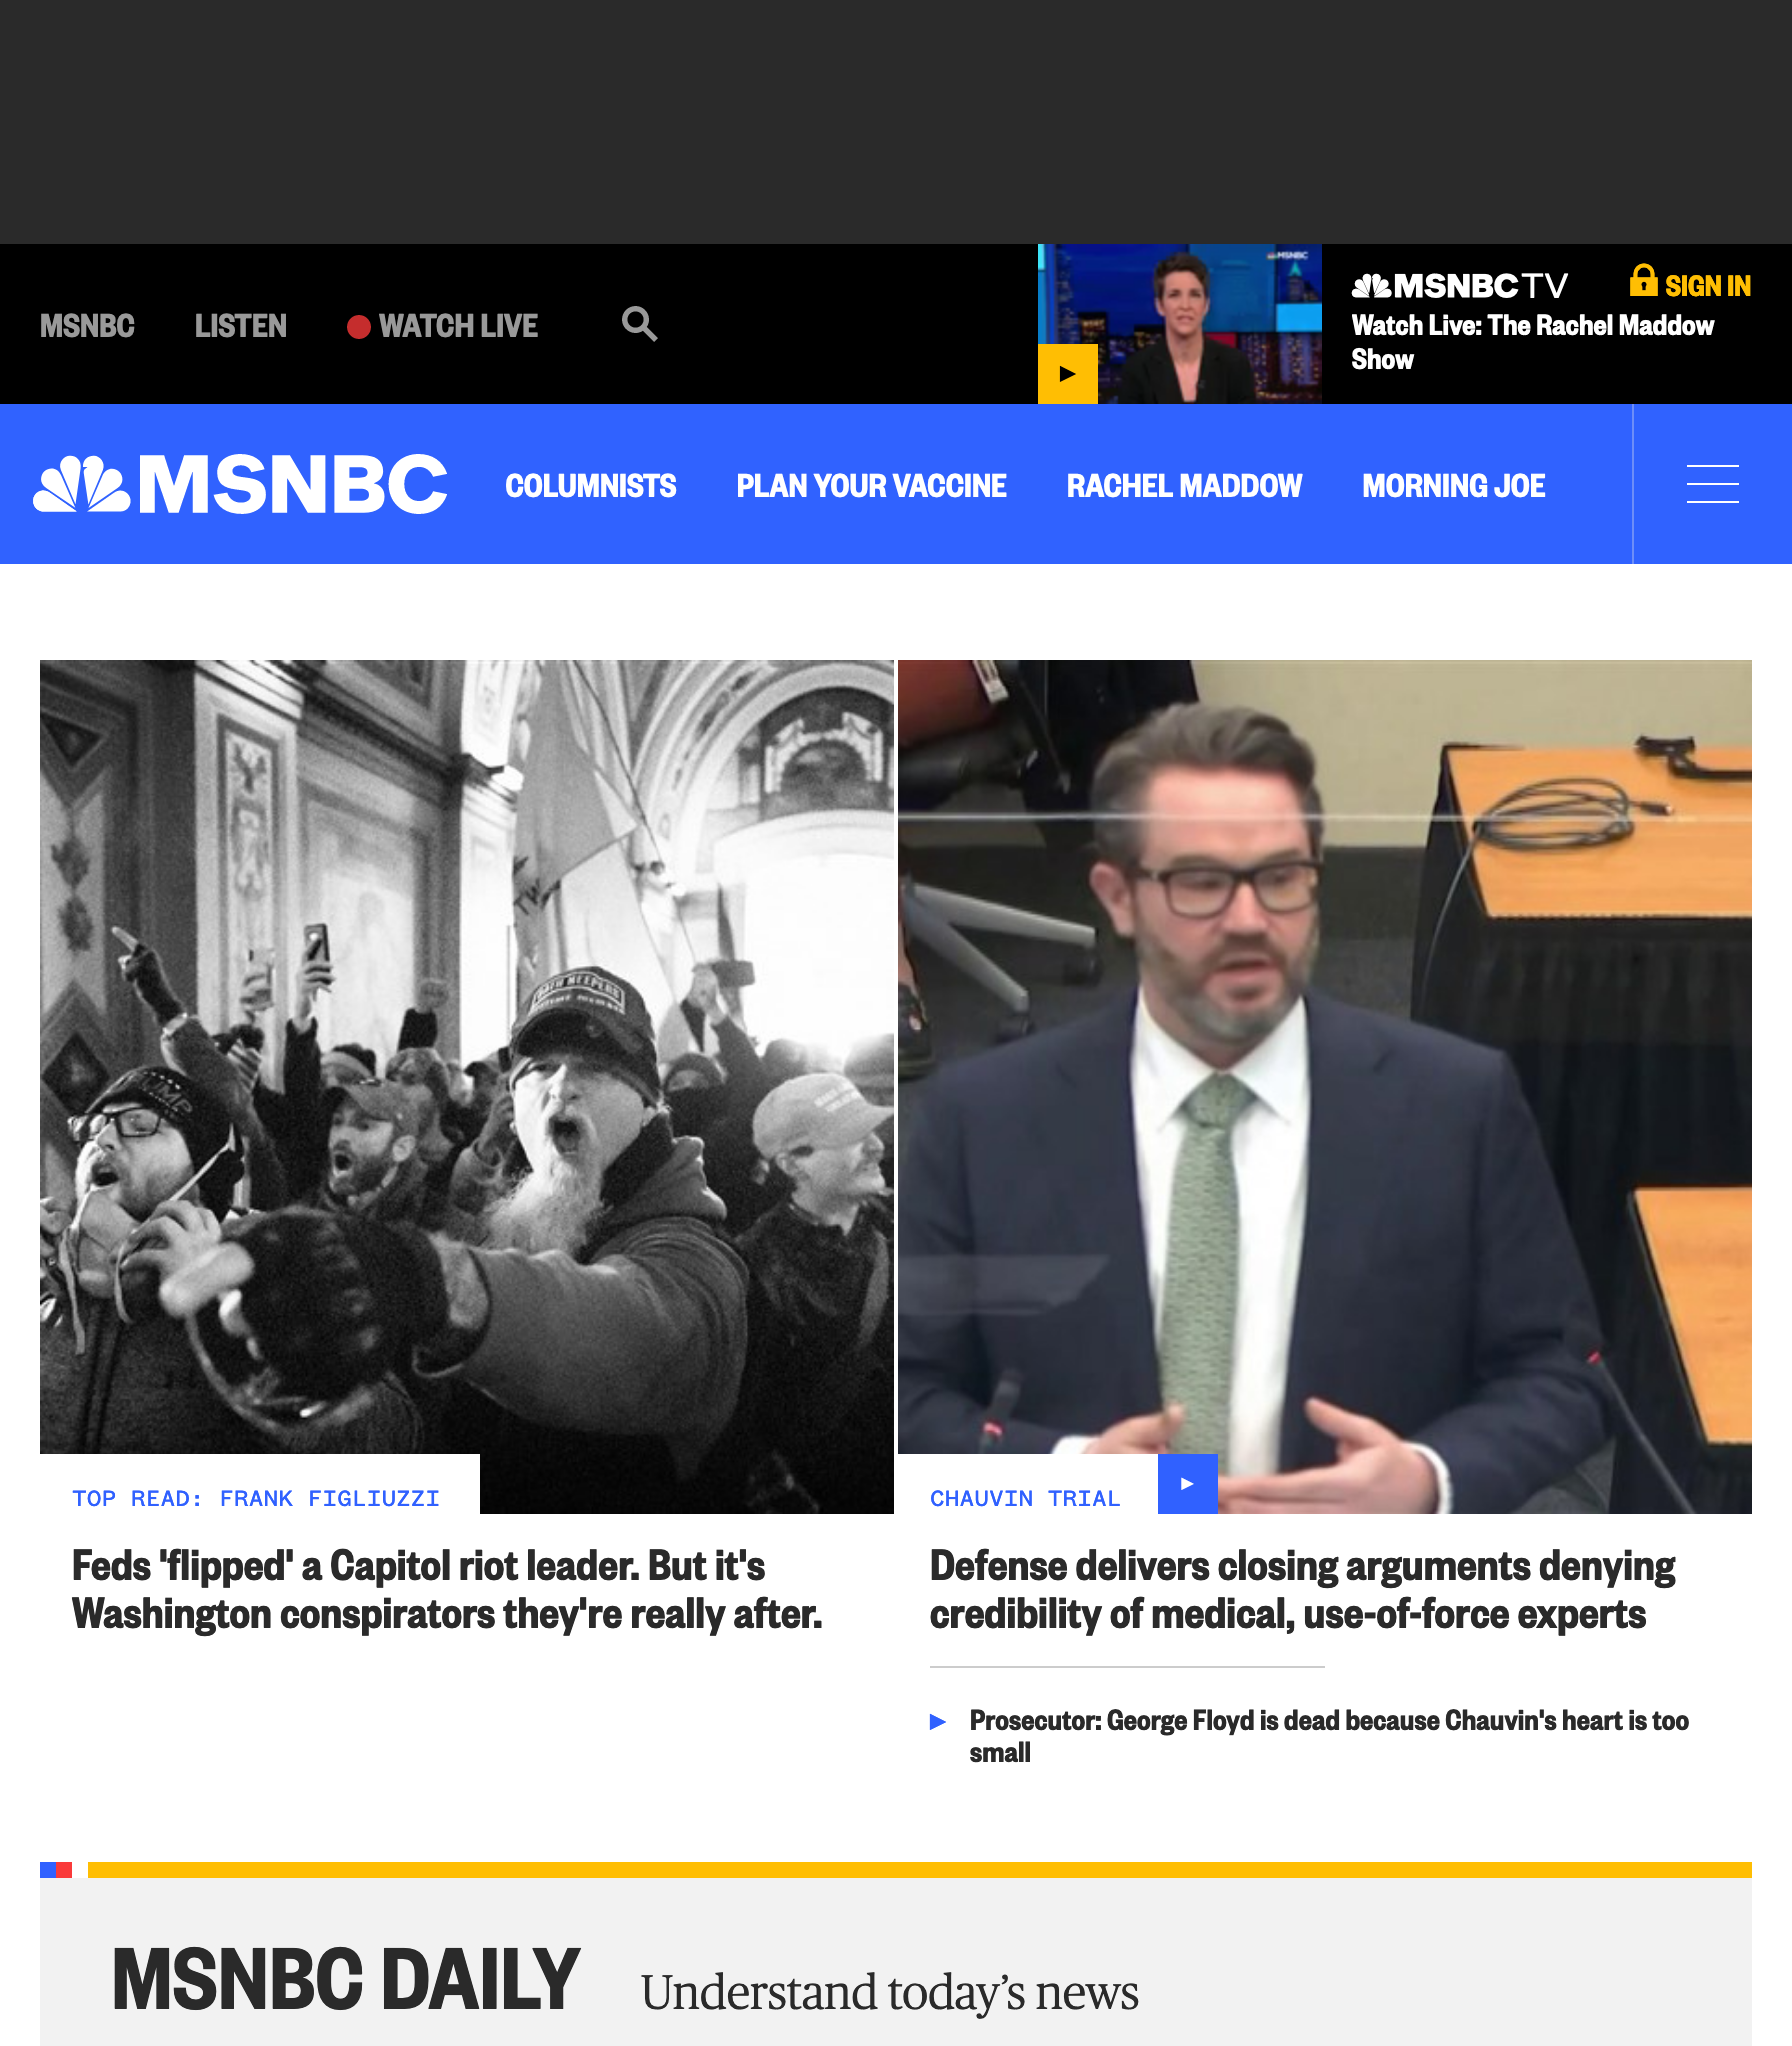 MSNBC
LISTEN
WATCH LIVE
MSNBC
MSNBC TV
SIGN IN
Watch Live: The Rachel Maddow
Show
MSNBC
COLUMNISTS
PLAN YOUR VACCINE
RACHEL MADDOW
MORNING JOE
TOP READ: FRANK FIGLIUZZI
Feds 'flipped' a Capitol riot leader. But it's
Washington conspirators they're really after.
CHAUVIN TRIAL
Defense delivers closing arguments denying
credibility of medical, use-of-force experts
Prosecutor: George Floyd is dead because Chauvin's heart is too
small
MSNBC DAILY
Understand today’s news